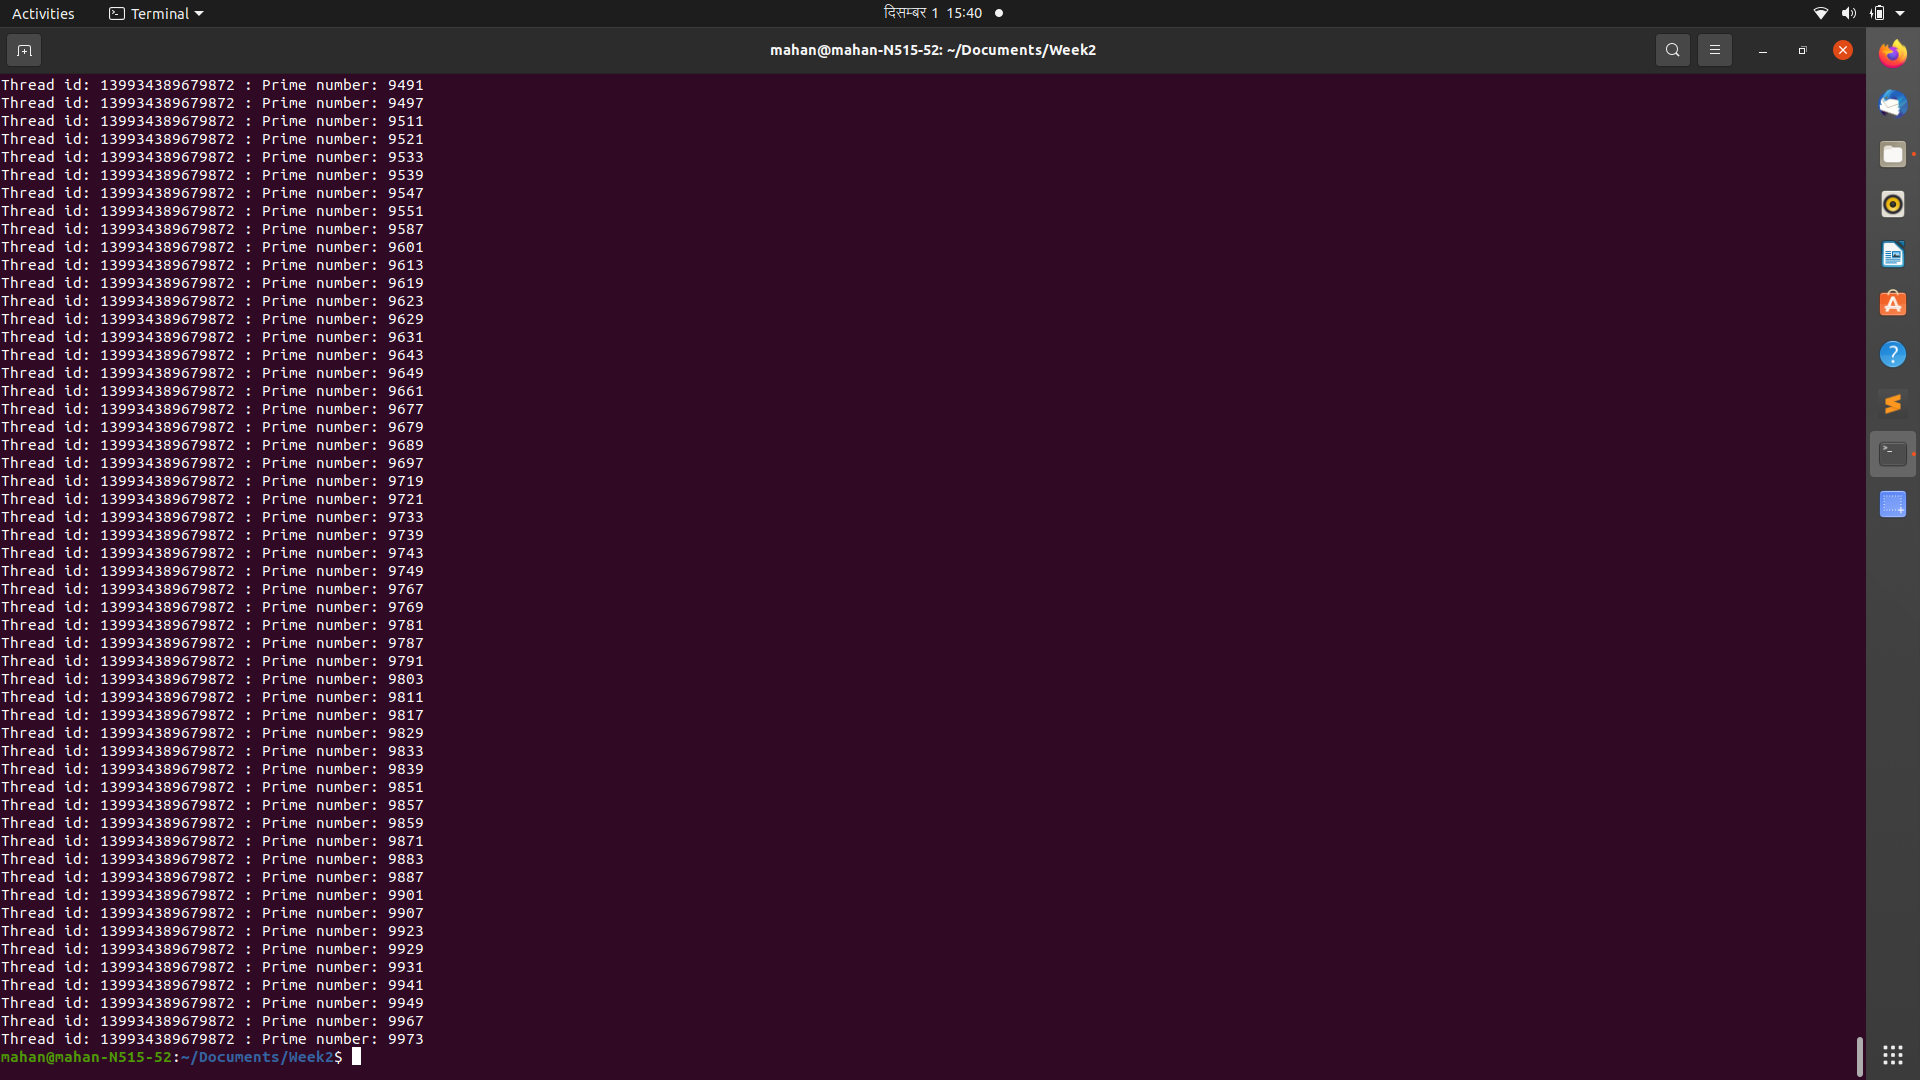 Activities
Terminal
दिसम्बर 1 15:40
mahan@mahan-N515-52: ~/Documents/Week2
Thread id: 139934389679872 : Prime number: 9491
Thread id: 139934389679872 : Prime number: 9497
Thread id: 139934389679872 : Prime number: 9511
Thread id: 139934389679872 : Prime number: 9521
Thread id: 139934389679872 : Prime number: 9533
Thread id: 139934389679872 : Prime number: 9539
Thread id: 139934389679872 : Prime number: 9547
Thread id: 139934389679872 : Prime number: 9551
Thread id: 139934389679872 : Prime number: 9587
Thread id: 139934389679872 : Prime number: 9601
Thread id: 139934389679872 : Prime number: 9613
Thread id: 139934389679872 : Prime number: 9619
Thread id: 139934389679872 : Prime number: 9623
Thread id: 139934389679872 : Prime number: 9629
Thread id: 139934389679872 : Prime number: 9631
Thread id: 139934389679872 : Prime number: 9643
Thread id: 139934389679872 : Prime number: 9649
Thread id: 139934389679872 : Prime number: 9661
Thread id: 139934389679872 : Prime number: 9677
Thread id: 139934389679872 : Prime number: 9679
Thread id: 139934389679872 : Prime number: 9689
Thread id: 139934389679872 : Prime number: 9697
Thread id: 139934389679872 : Prime number: 9719
Thread id: 139934389679872 : Prime number: 9721
Thread id: 139934389679872 : Prime number: 9733
Thread id: 139934389679872 : Prime number: 9739
Thread id: 139934389679872 : Prime number: 9743
Thread id: 139934389679872 : Prime number: 9749
Thread id: 139934389679872 : Prime number: 9767
Thread id: 139934389679872 : Prime number: 9769
Thread id: 139934389679872 : Prime number: 9781
Thread id: 139934389679872 : Prime number: 9787
Thread id: 139934389679872 : Prime number: 9791
Thread id: 139934389679872 : Prime number: 9803
Thread id: 139934389679872 : Prime number: 9811
Thread id: 139934389679872 : Prime number: 9817
Thread id: 139934389679872 : Prime number: 9829
Thread id: 139934389679872 : Prime number: 9833
Thread id: 139934389679872 : Prime number: 9839
Thread id: 139934389679872 : Prime number: 9851
Thread id: 139934389679872 : Prime number: 9857
Thread id: 139934389679872 : Prime number: 9859
Thread id: 139934389679872 : Prime number: 9871
Thread id: 139934389679872 : Prime number: 9883
Thread id: 139934389679872 : Prime number: 9887
Thread id: 139934389679872 : Prime number: 9901
Thread id: 139934389679872 : Prime number: 9907
Thread id: 139934389679872 : Prime number: 9923
Thread id: 139934389679872 : Prime number: 9929
Thread id: 139934389679872 : Prime number: 9931
Thread id: 139934389679872 : Prime number: 9941
Thread id: 139934389679872 : Prime number: 9949
Thread id: 139934389679872 : Prime number: 9967
Thread id: 139934389679872 : Prime number: 9973
mahan@mahan-N515-52:~/Documents/Week2$